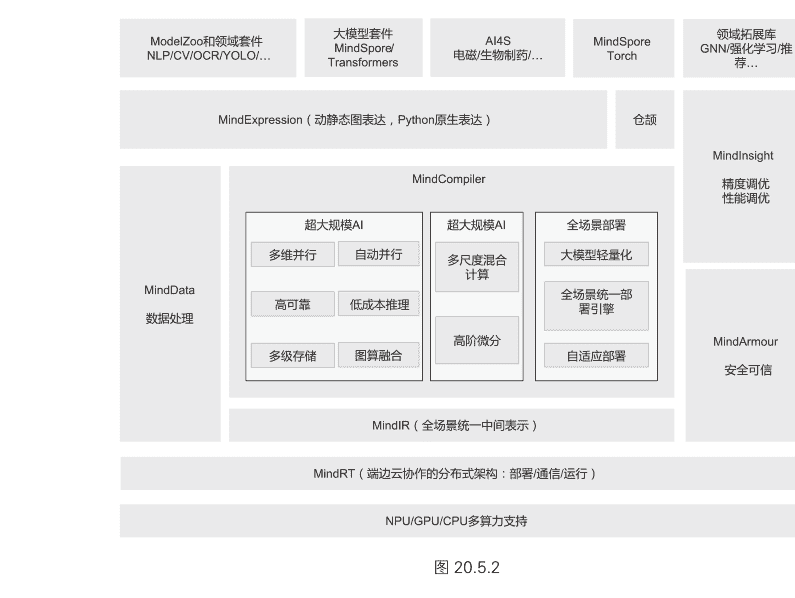 ModelZoo和领域套件
NLP/CV/OCR/YOLO/…
大模型套件
MindSpore/
Transformers
AI4S
电磁/生物制药/…
MindSpore
Torch
领域拓展库
GNN/强化学习/推
荐…
MindExpression（动静态图表达，Python原生表达）
仓颉
MindInsight
精度调优
性能调优
MindData
数据处理
MindCompiler
超大规模AI
多维并行
自动并行
高可靠
低成本推理
多级存储
图算融合
超大规模AI
多尺度混合
计算
高阶微分
全场景部署
大模型轻量化
全场景统一部
署引擎
自适应部署
MindArmour
安全可信
MindIR（全场景统一中间表示）
MindRT（端边云协作的分布式架构：部署/通信/运行）
NPU/GPU/CPU多算力支持
图 20.5.2